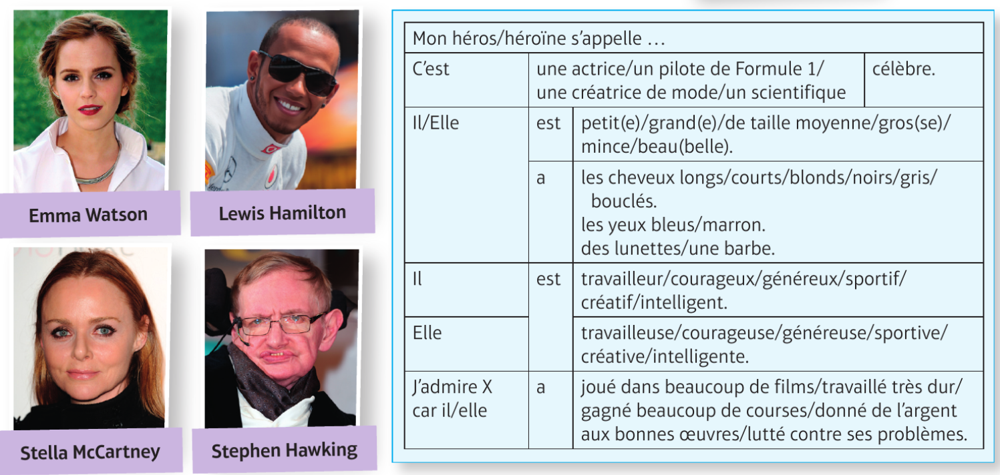 Emma Watson
Lewis Hamilton
Stella McCartney
Stephen Hawking
Mon héros/héroïne s'appelle …
C'est
une actrice/un pilote de Formule 1/
une créatrice de mode/un scientifique
célèbre.
Il/Elle
est
petit(e)/grand(e)/de taille moyenne/gros(se)/
mince/beau(belle).
a
les cheveux longs/courts/blonds/noirs/gris/
bouclés.
les yeux bleus/marron.
des lunettes/une barbe.
Il
est
travailleur/courageux/généreux/sportif/
créatif/intelligent.
Elle
travailleuse/courageuse/généreuse/sportive/
créative/intelligente.
J'admire X
car il/elle
a
joué dans beaucoup de films/travaillé très dur/
gagné beaucoup de courses/donné de l'argent
aux bonnes œuvres/lutté contre ses problèmes.